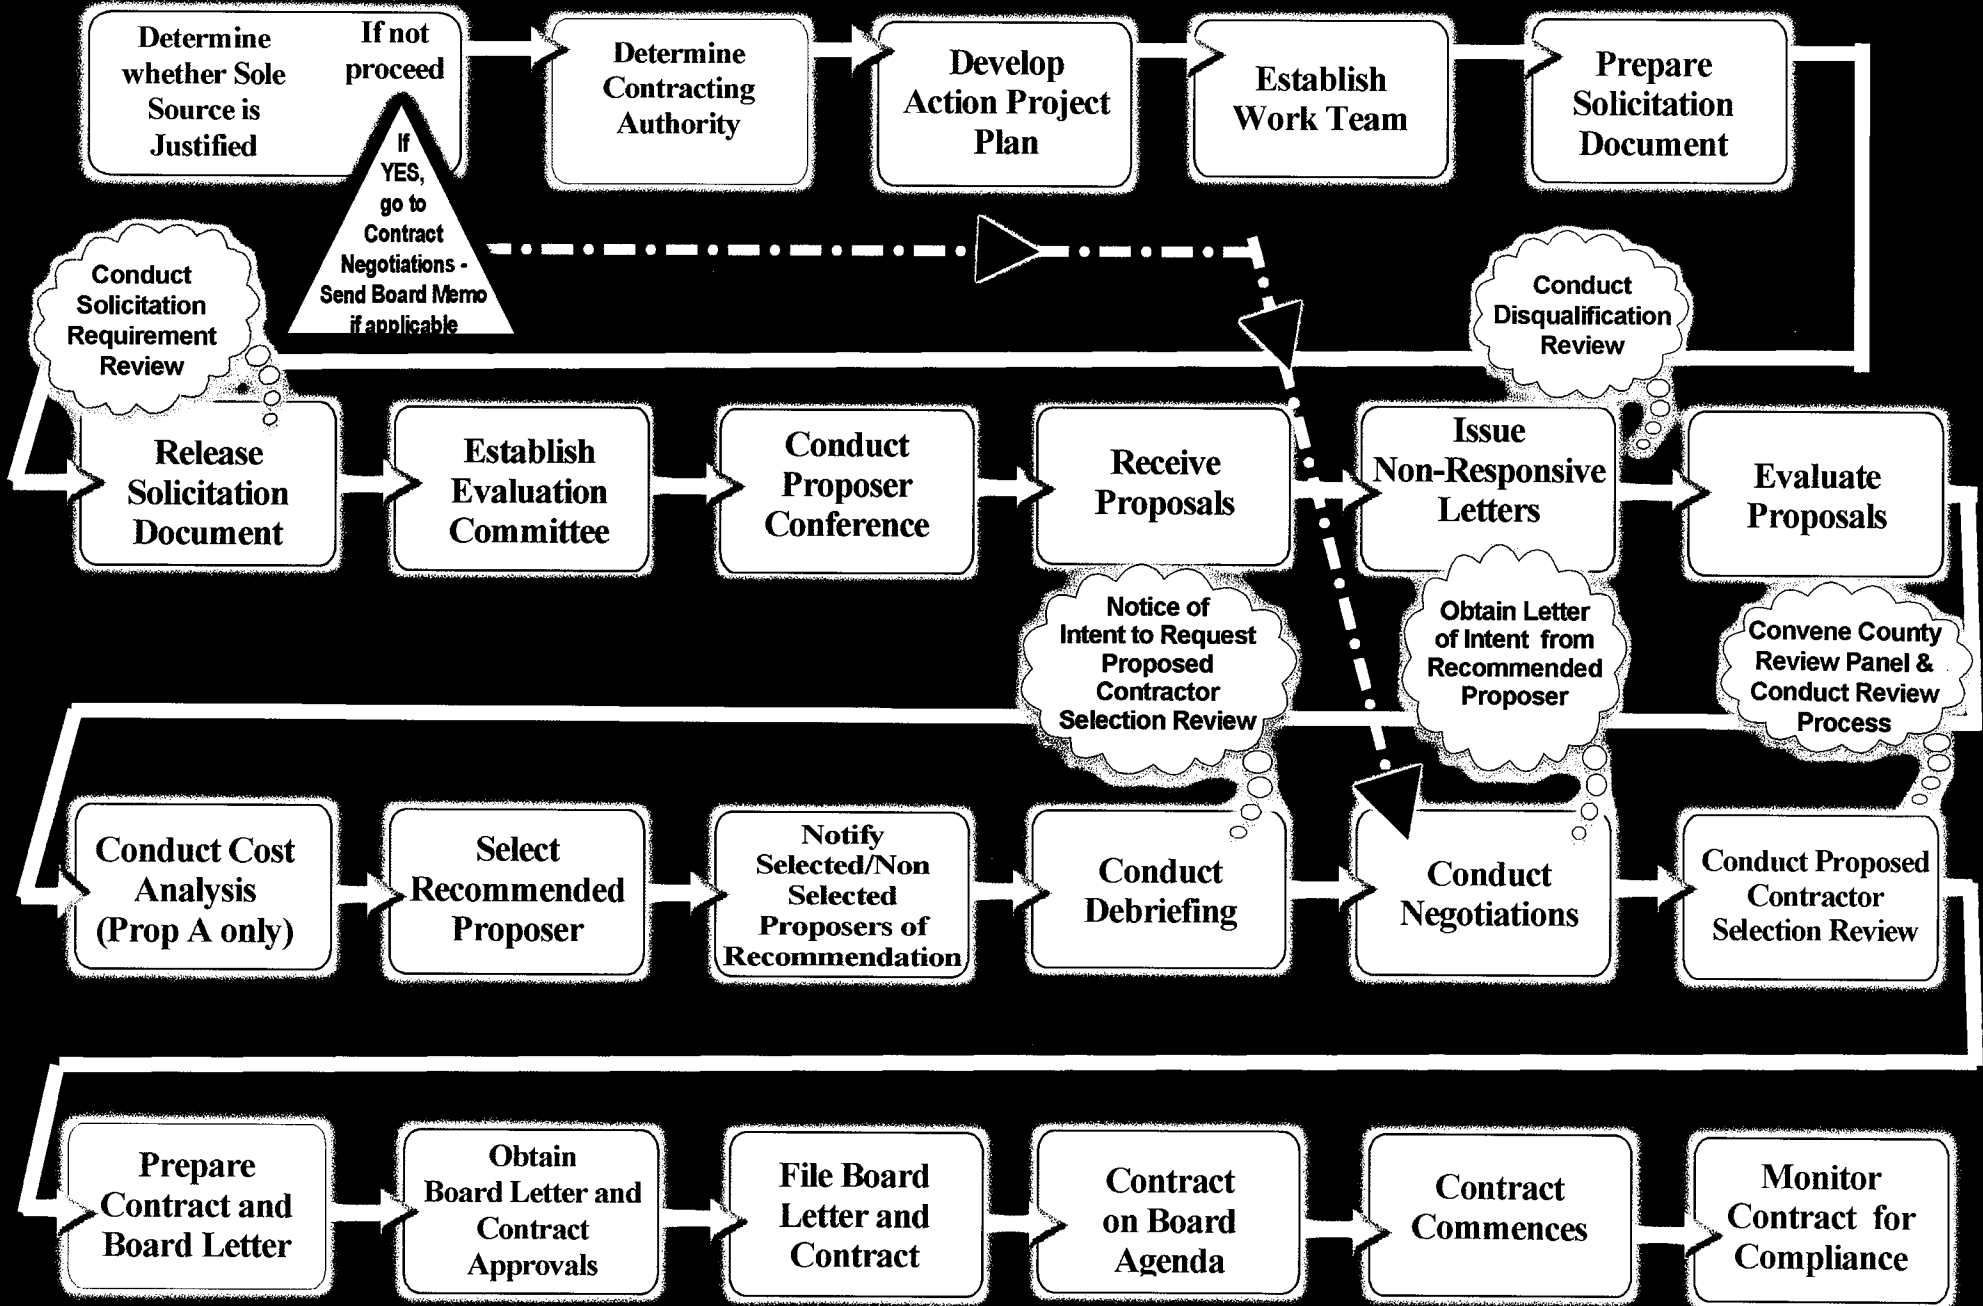 Determine
whether Sole
Source is
Justified
If not
proceed
If
YES,
go to
Contract
Negotiations -
Send Board Memo
if applicable
Determine
Contracting
Authority
Develop
Action Project
Plan
Establish
Work Team
Prepare
Solicitation
Document
Conduct
Solicitation
Requirement
Review
Conduct
Disqualification
Review
Release
Solicitation
Document
Establish
Evaluation
Committee
Conduct
Proposer
Conference
Receive
Proposals
Issue
Non-Responsive
Letters
Evaluate
Proposals
Notice of
Intent to Request
Proposed
Contractor
Selection Review
Obtain Letter
of Intent from
Recommended
Proposer
Convene County
Review Panel &
Conduct Review
Process
Conduct Cost
Analysis
(Prop A only)
Select
Recommended
Proposer
Notify
Selected/Non
Selected
Proposers of
Recommendation
Conduct
Debriefing
Conduct
Negotiations
Conduct Proposed
Contractor
Selection Review
Prepare
Contract and
Board Letter
Obtain
Board Letter and
Contract
Approvals
File Board
Letter and
Contract
Contract
on Board
Agenda
Contract
Commences
Monitor
Contract for
Compliance